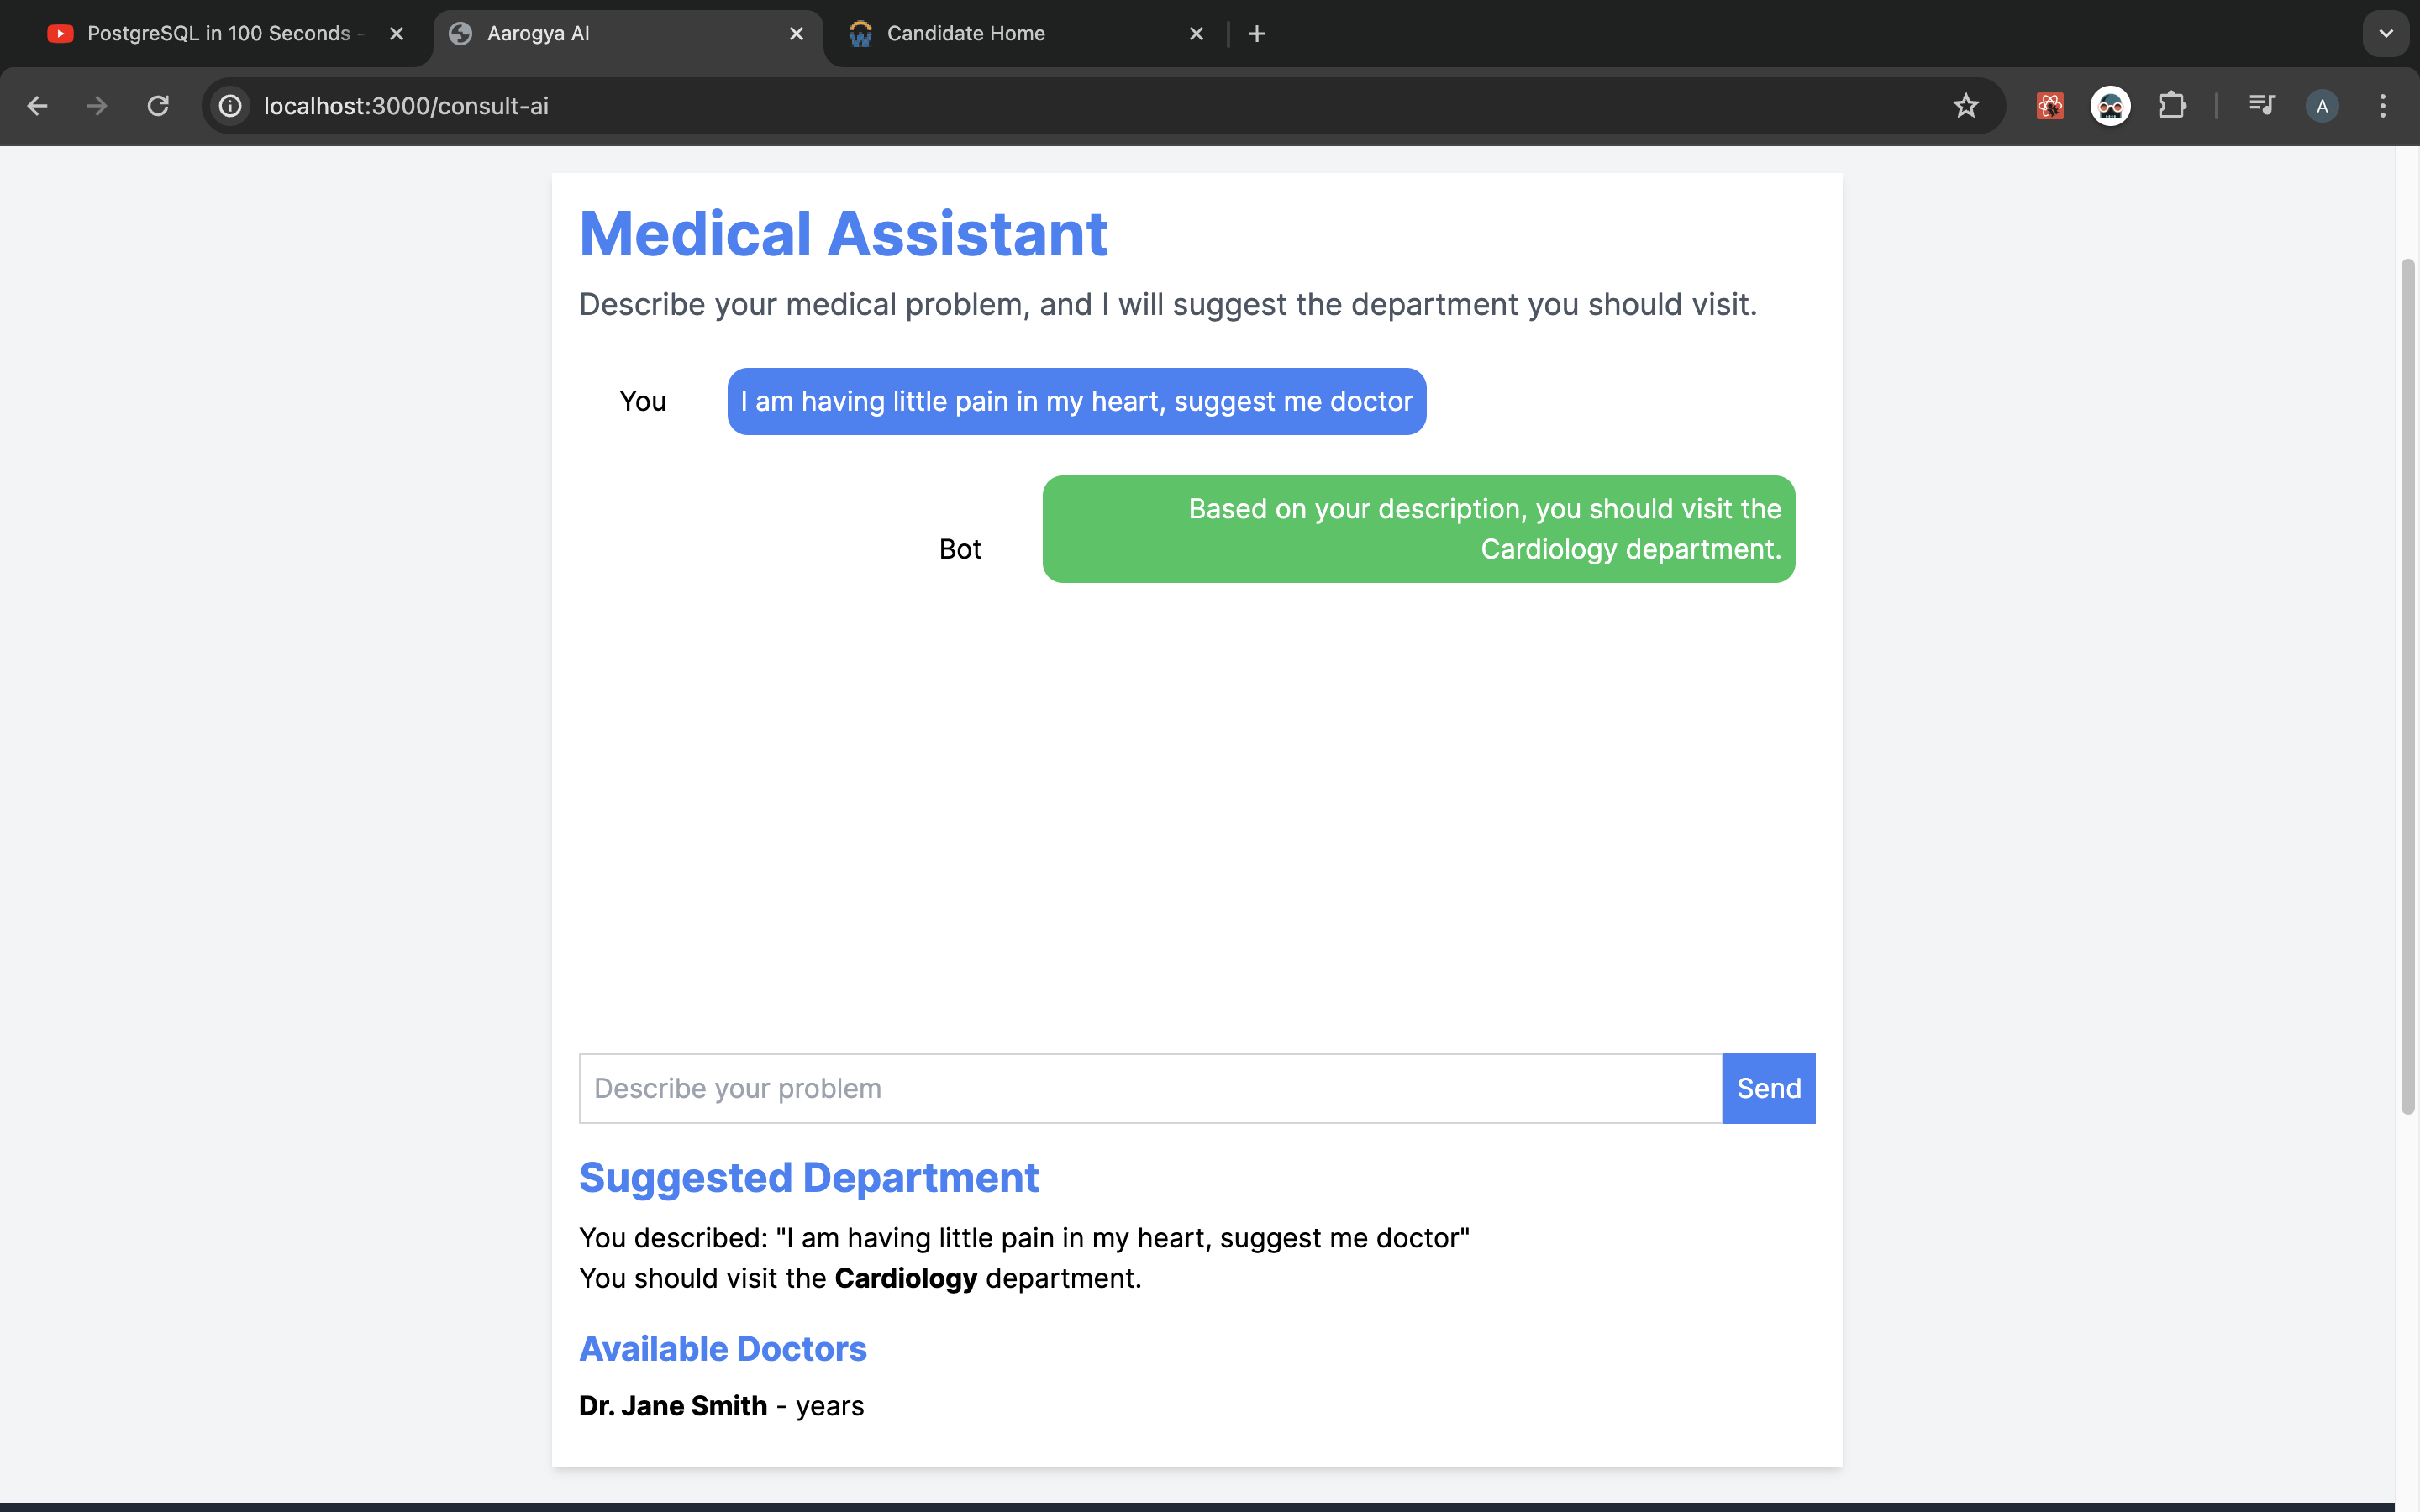 PostgreSQL in 100 Seconds -
Aarogya AI
Candidate Home
localhost:3000/consult-ai
A
Medical Assistant
Describe your medical problem, and I will suggest the department you should visit.
You
I am having little pain in my heart, suggest me doctor
Based on your description, you should visit the
Cardiology department.
Bot
Describe your problem
Send
Suggested Department
You described: "I am having little pain in my heart, suggest me doctor"
You should visit the Cardiology department.
Available Doctors
Dr. Jane Smith - years